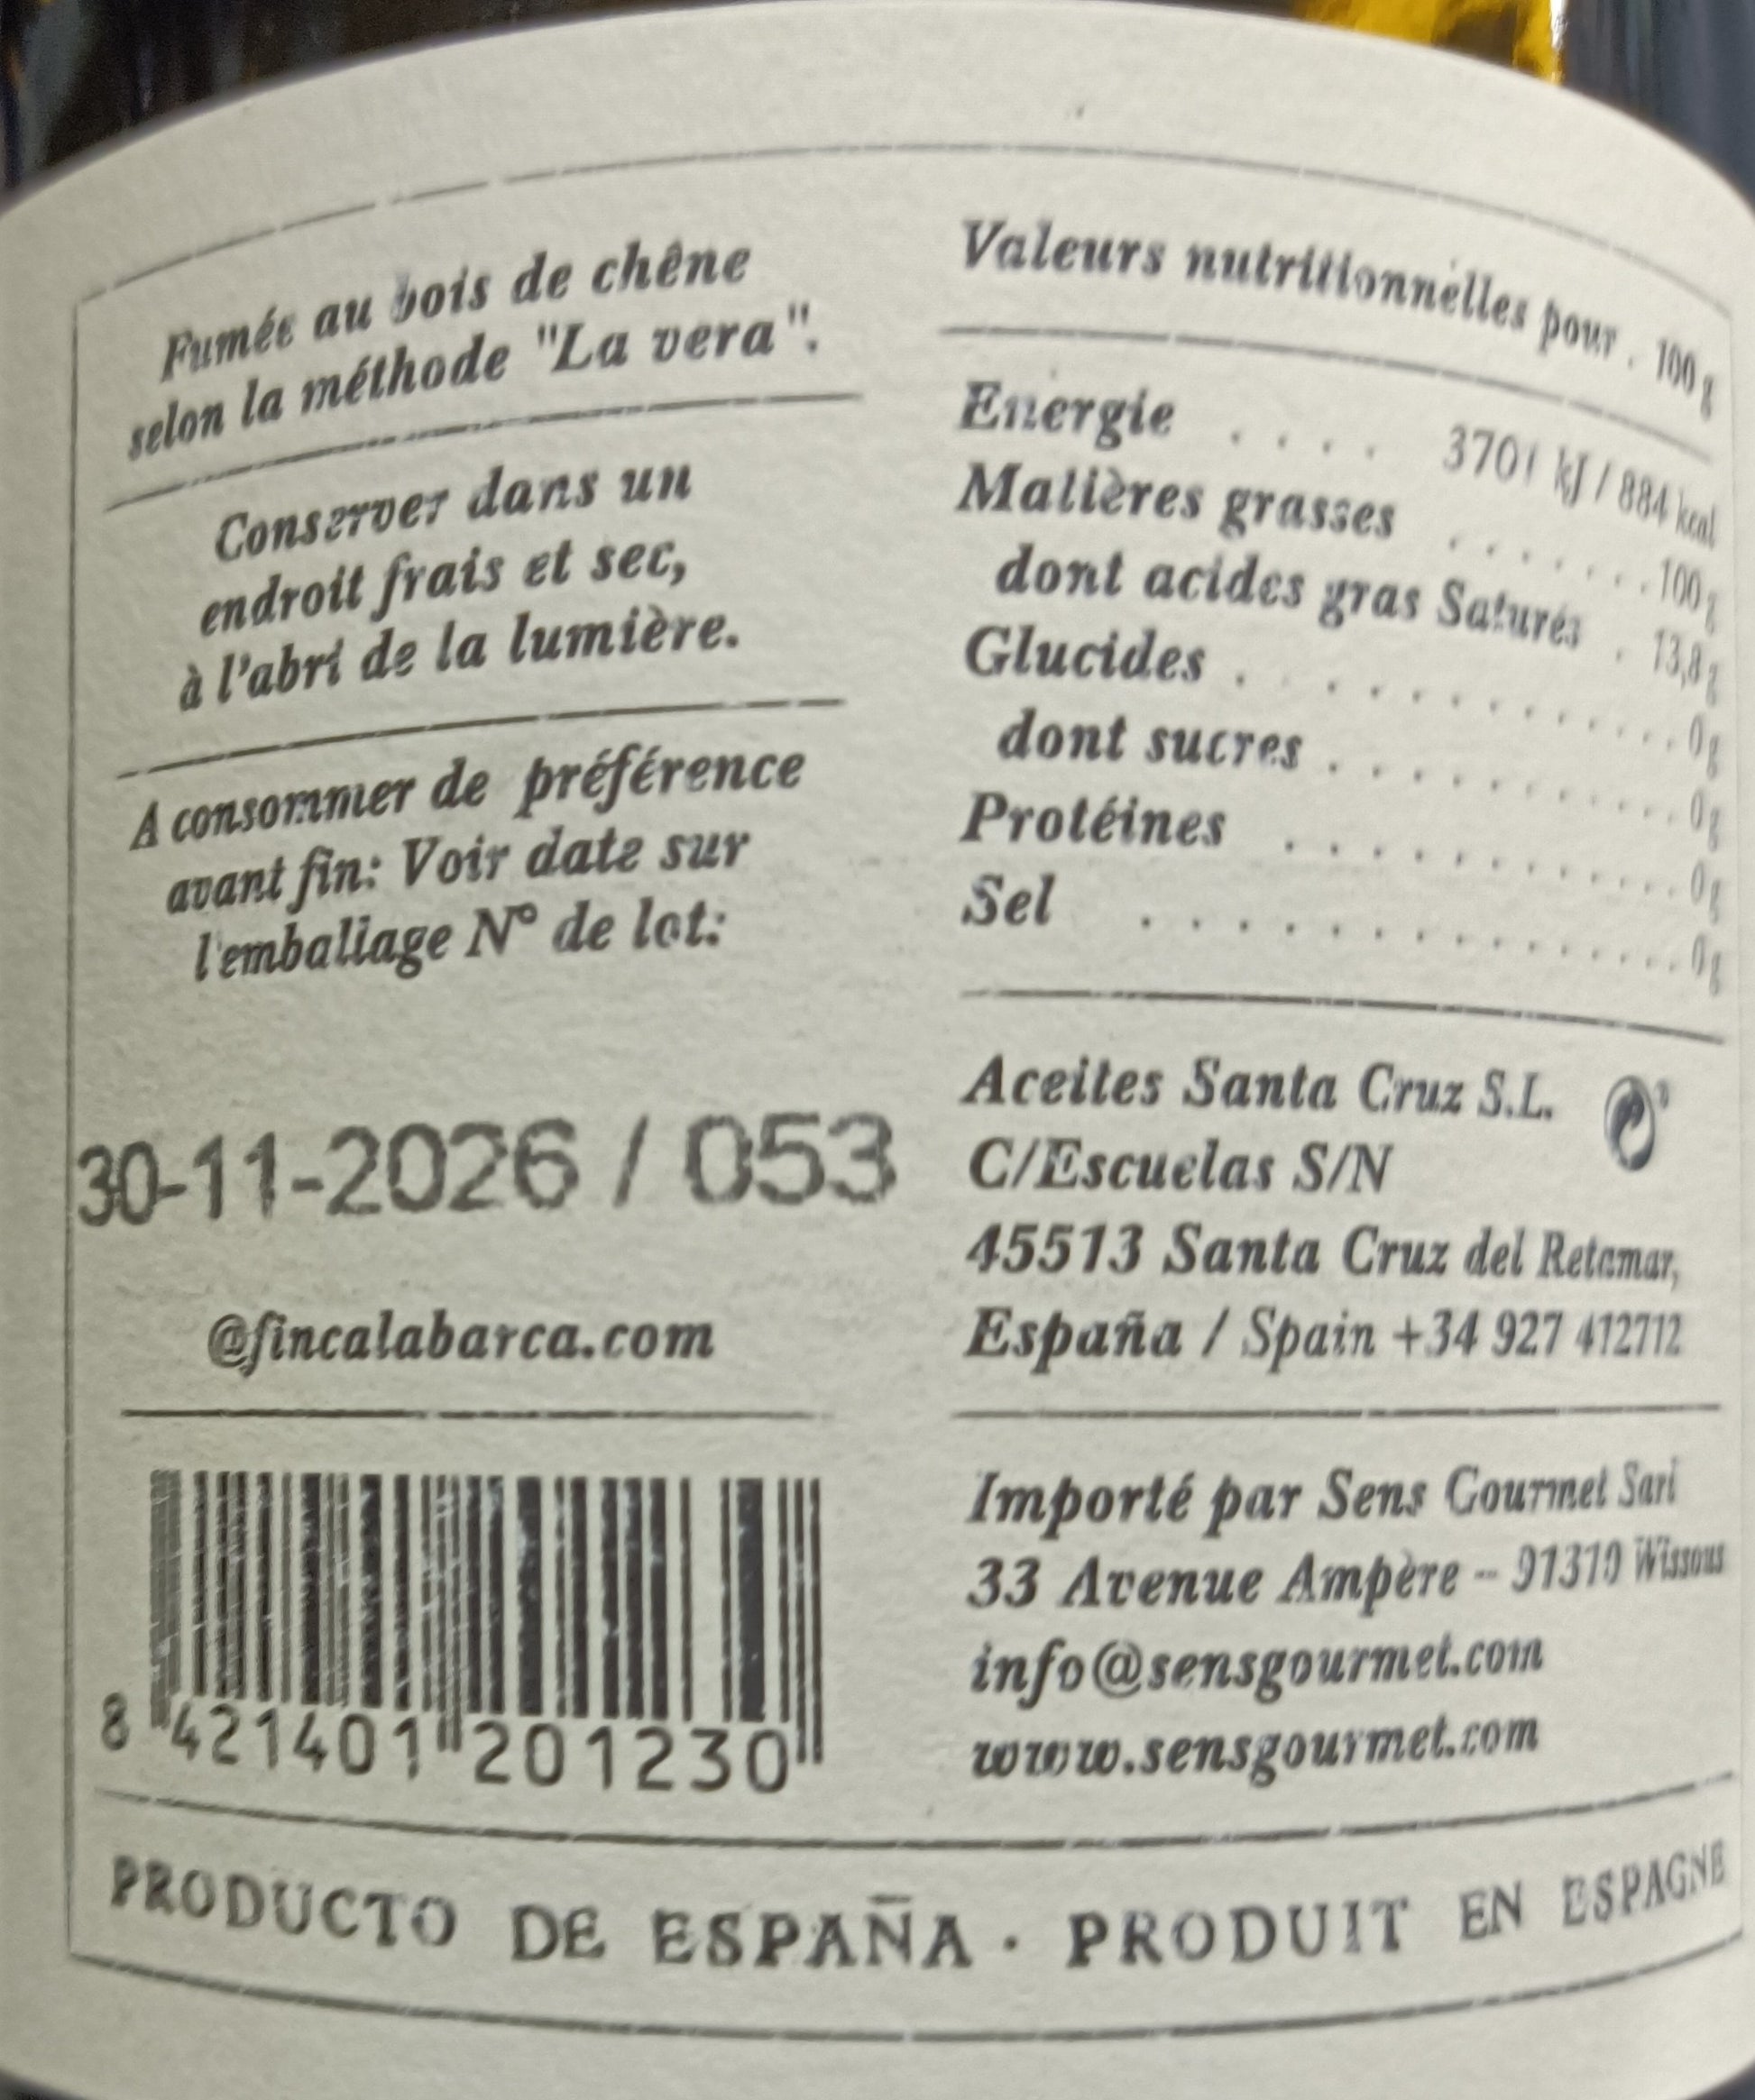 Fumée au bois de chêne
selon la méthode "La vera".
Conserver dans un
endroit frais et sec,
à l'abri de la lumière.
A consommer de préférence
avant fin: Voir date sur
l'emballage N° de lot:
30-11-2026 / 053
@fincalabarca.com
8 421401 201230
Valeurs nutritionnelles pour . 100 g
Energie . . . . 3701 kJ / 884 kcal
Matières grasses . . . . . . . 100 g
dont acides gras Saturés . 13,8 g
Glucides . . . . . . . . . . . . 0 g
dont sucres . . . . . . . . . . 0 g
Protéines . . . . . . . . . . . 0 g
Sel . . . . . . . . . . . . . . 0 g
Aceites Santa Cruz S.L.
C/Escuelas S/N
45513 Santa Cruz del Retamar,
España / Spain +34 927 412712
Importé par Sens Gourmet Sarl
33 Avenue Ampère - 91310 Wissous
info@sensgourmet.com
www.sensgourmet.com
PRODUCTO DE ESPAÑA · PRODUIT EN ESPAGNE